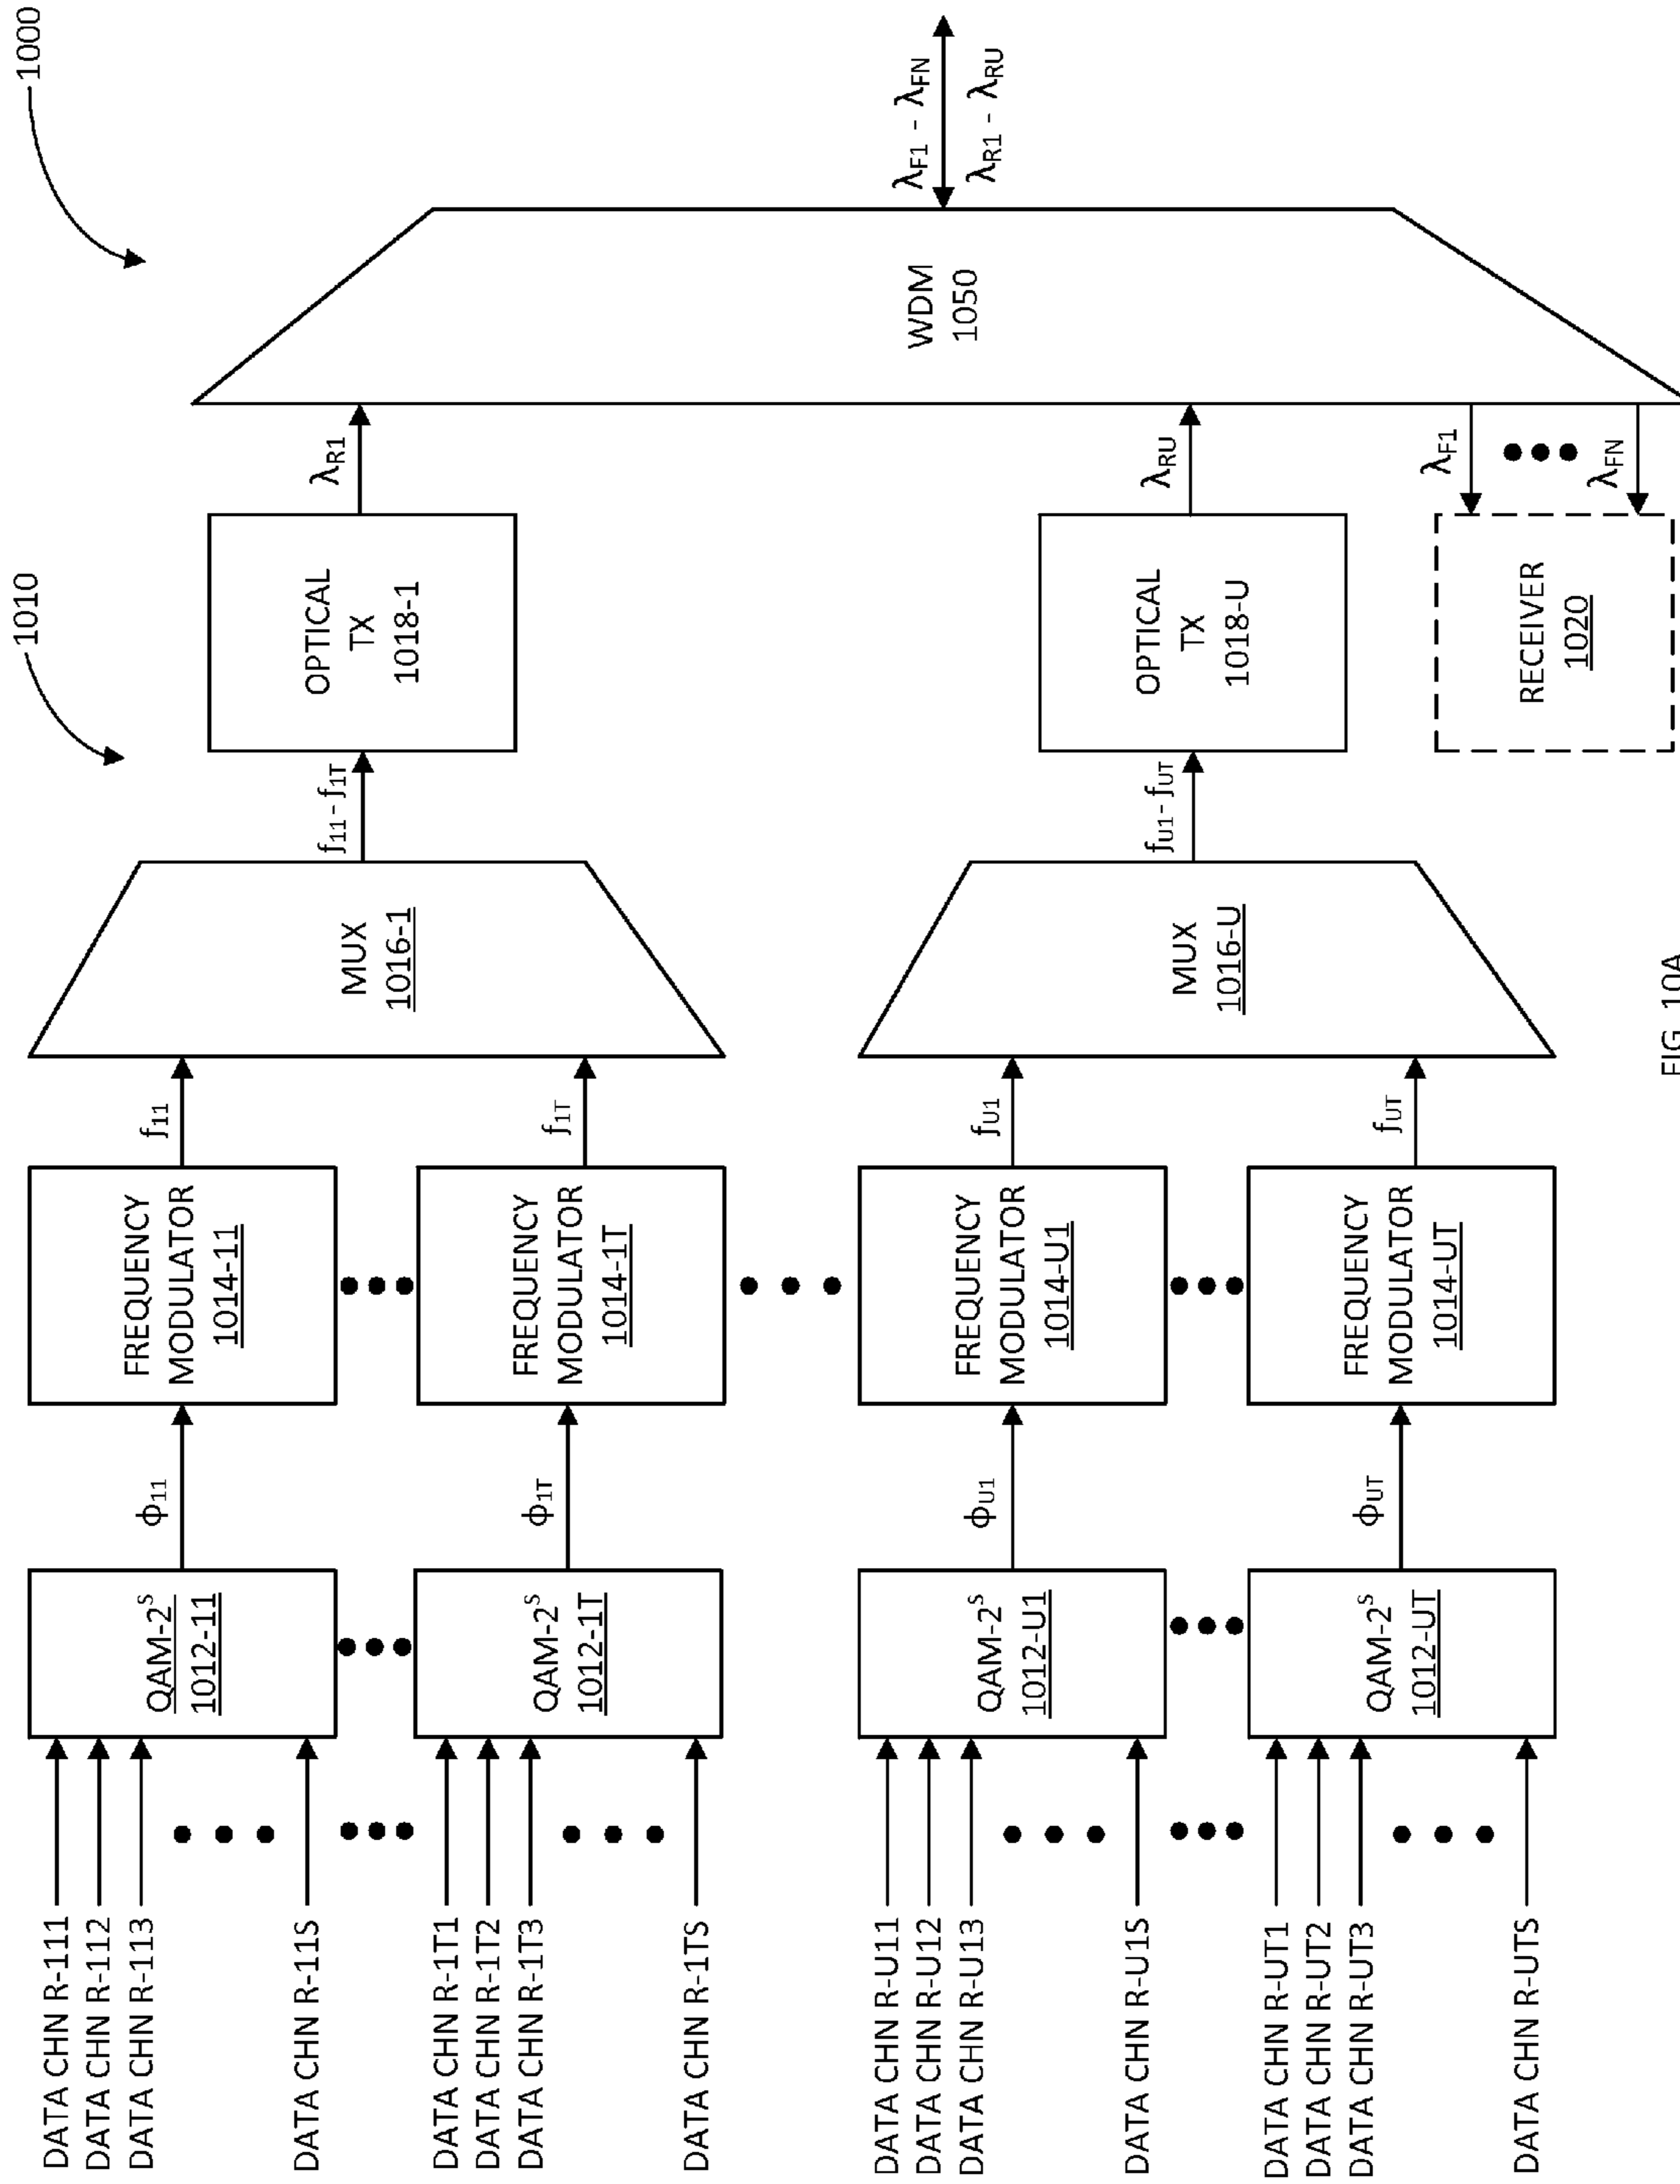 1000
1010
DATA CHN R-111
DATA CHN R-112
DATA CHN R-113
DATA CHN R-11S
QAM-2ˢ
1012-11
ϕ₁₁
FREQUENCY
MODULATOR
1014-11
f₁₁
DATA CHN R-1T1
DATA CHN R-1T2
DATA CHN R-1T3
DATA CHN R-1TS
QAM-2ˢ
1012-1T
ϕ1T
FREQUENCY
MODULATOR
1014-1T
f1T
MUX
1016-1
f11 - f1T
OPTICAL
TX
1018-1
λR1
DATA CHN R-U11
DATA CHN R-U12
DATA CHN R-U13
DATA CHN R-U1S
QAM-2ˢ
1012-U1
ϕU1
FREQUENCY
MODULATOR
1014-U1
fU1
DATA CHN R-UT1
DATA CHN R-UT2
DATA CHN R-UT3
DATA CHN R-UTS
QAM-2ˢ
1012-UT
ϕUT
FREQUENCY
MODULATOR
1014-UT
fUT
MUX
1016-U
fU1 - fUT
OPTICAL
TX
1018-U
λRU
WDM
1050
λF1 - λFN
λR1 - λRU
RECEIVER
1020
λF1
λFN
FIG. 10A